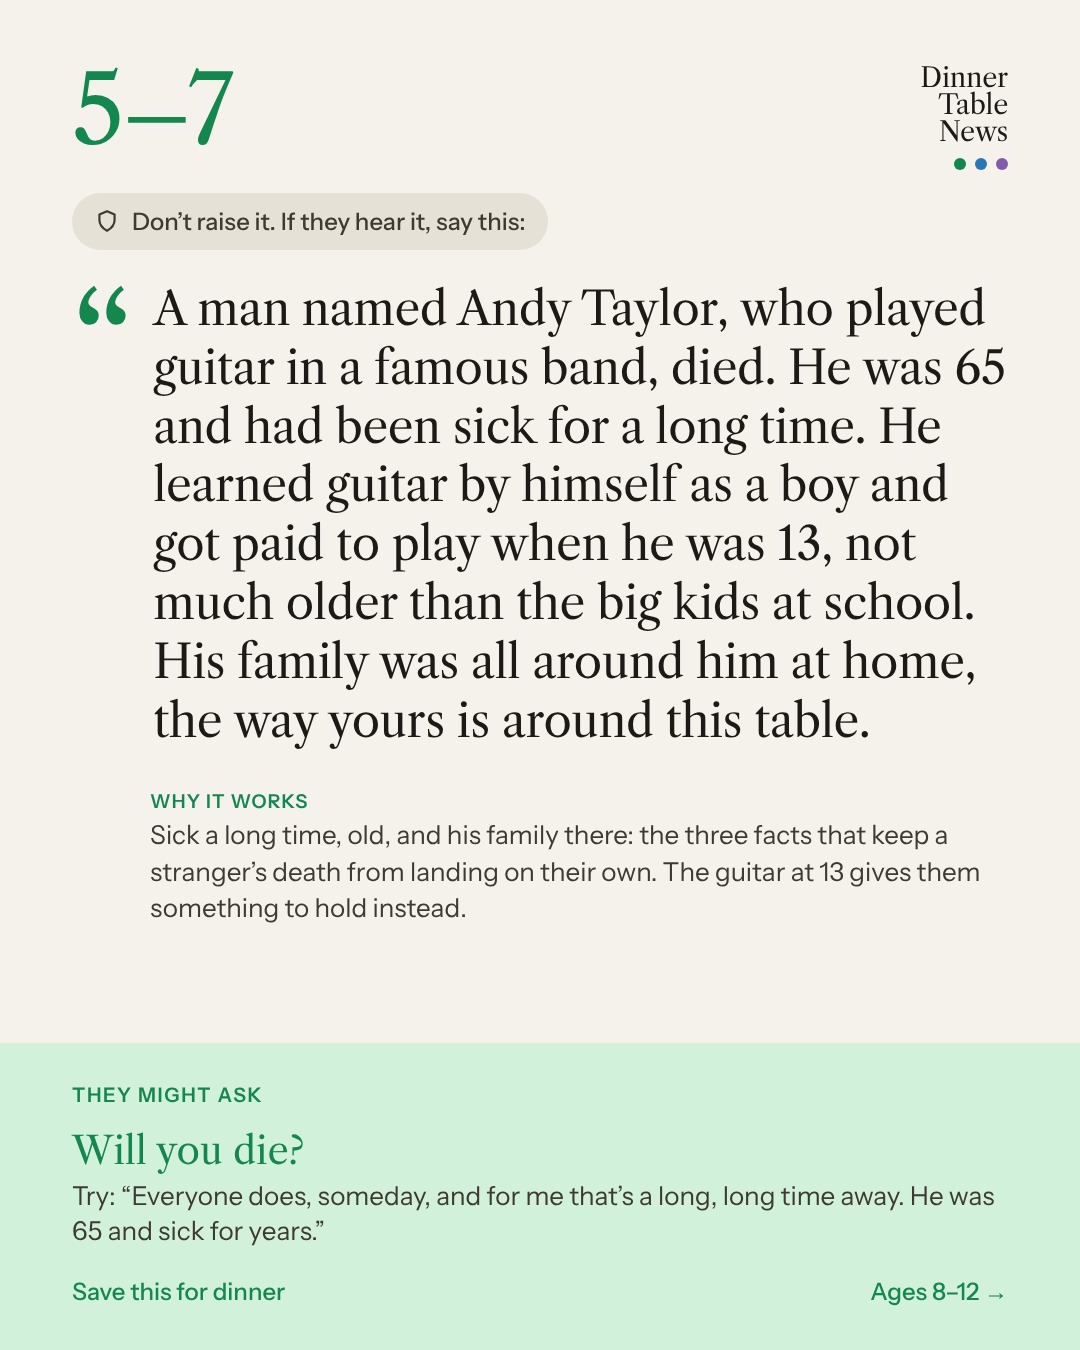 5–7
Dinner
Table
News
Don’t raise it. If they hear it, say this:
“ A man named Andy Taylor, who played
guitar in a famous band, died. He was 65
and had been sick for a long time. He
learned guitar by himself as a boy and
got paid to play when he was 13, not
much older than the big kids at school.
His family was all around him at home,
the way yours is around this table.
WHY IT WORKS
Sick a long time, old, and his family there: the three facts that keep a
stranger’s death from landing on their own. The guitar at 13 gives them
something to hold instead.
THEY MIGHT ASK
Will you die?
Try: “Everyone does, someday, and for me that’s a long, long time away. He was
65 and sick for years.”
Save this for dinner
Ages 8–12 →